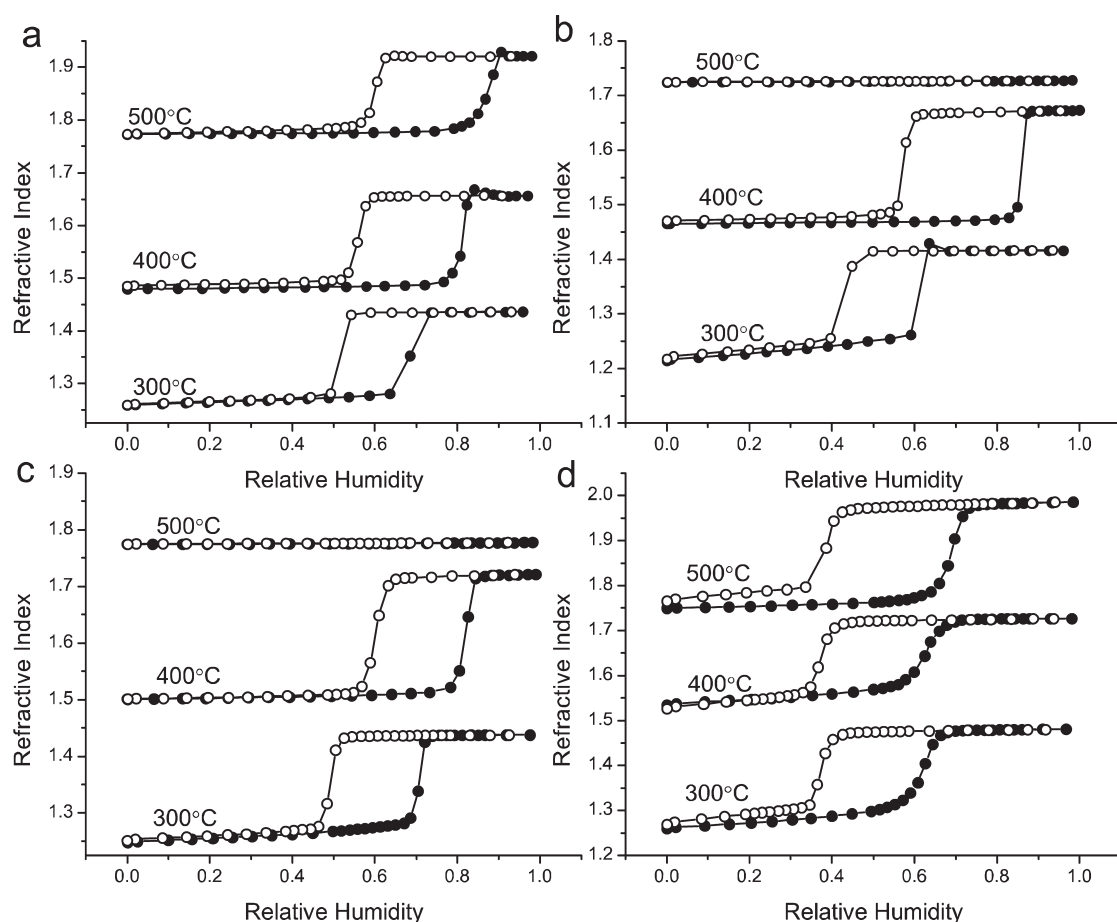 a
1.9
1.8
1.7
1.6
1.5
1.4
1.3
500°C
400°C
300°C
Refractive Index
0.0 0.2 0.4 0.6 0.8 1.0
Relative Humidity
b
1.8
1.7
1.6
1.5
1.4
1.3
1.2
1.1
500°C
400°C
300°C
Refractive Index
0.0 0.2 0.4 0.6 0.8 1.0
Relative Humidity
c
1.9
1.7
1.5
1.3
500°C
400°C
300°C
Refractive Index
0.0 0.2 0.4 0.6 0.8 1.0
Relative Humidity
d
2.0
1.9
1.8
1.7
1.6
1.5
1.4
1.3
1.2
500°C
400°C
300°C
Refractive Index
0.0 0.2 0.4 0.6 0.8 1.0
Relative Humidity